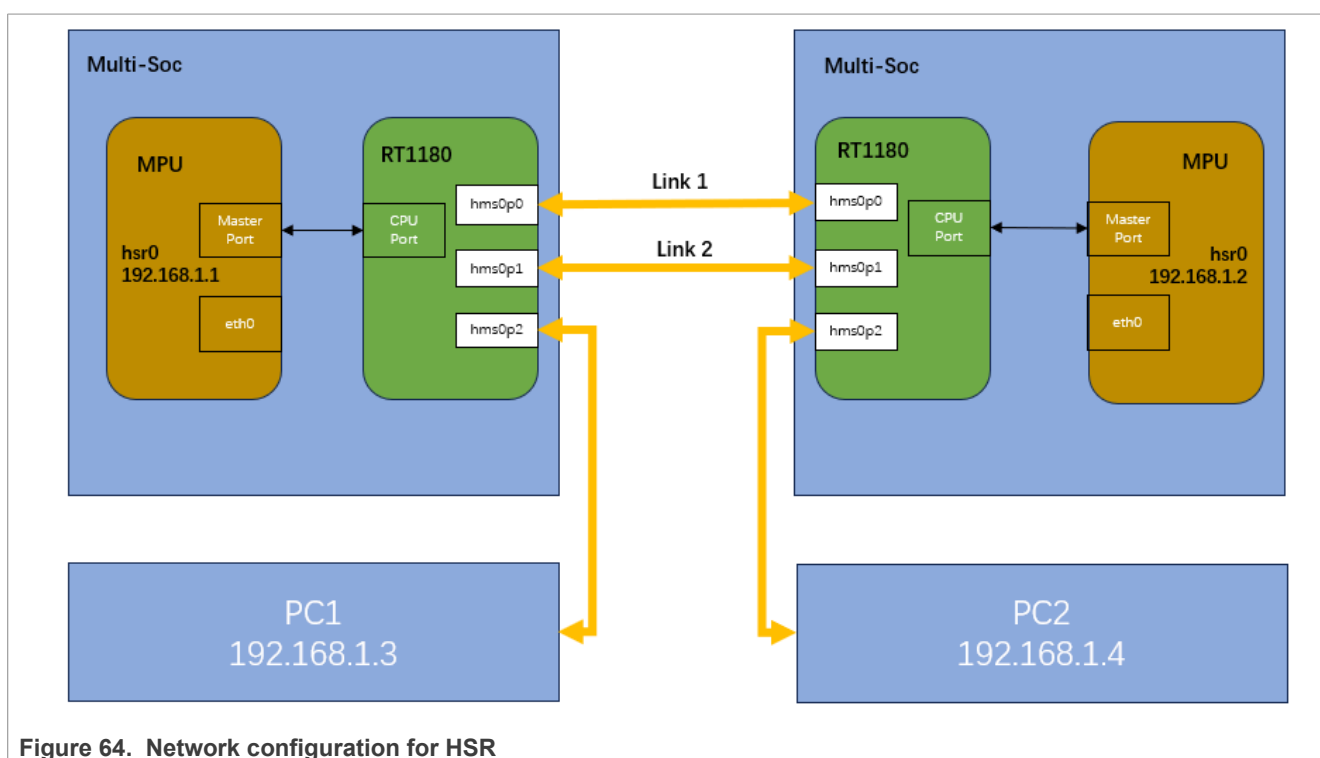 Multi-Soc
MPU
Master
Port
hsr0
192.168.1.1
eth0
RT1180
CPU
Port
hms0p0
hms0p1
hms0p2
Link 1
Link 2
Multi-Soc
RT1180
hms0p0
hms0p1
hms0p2
CPU
Port
MPU
Master
Port
hsr0
192.168.1.2
eth0
PC1
192.168.1.3
PC2
192.168.1.4
Figure 64. Network configuration for HSR